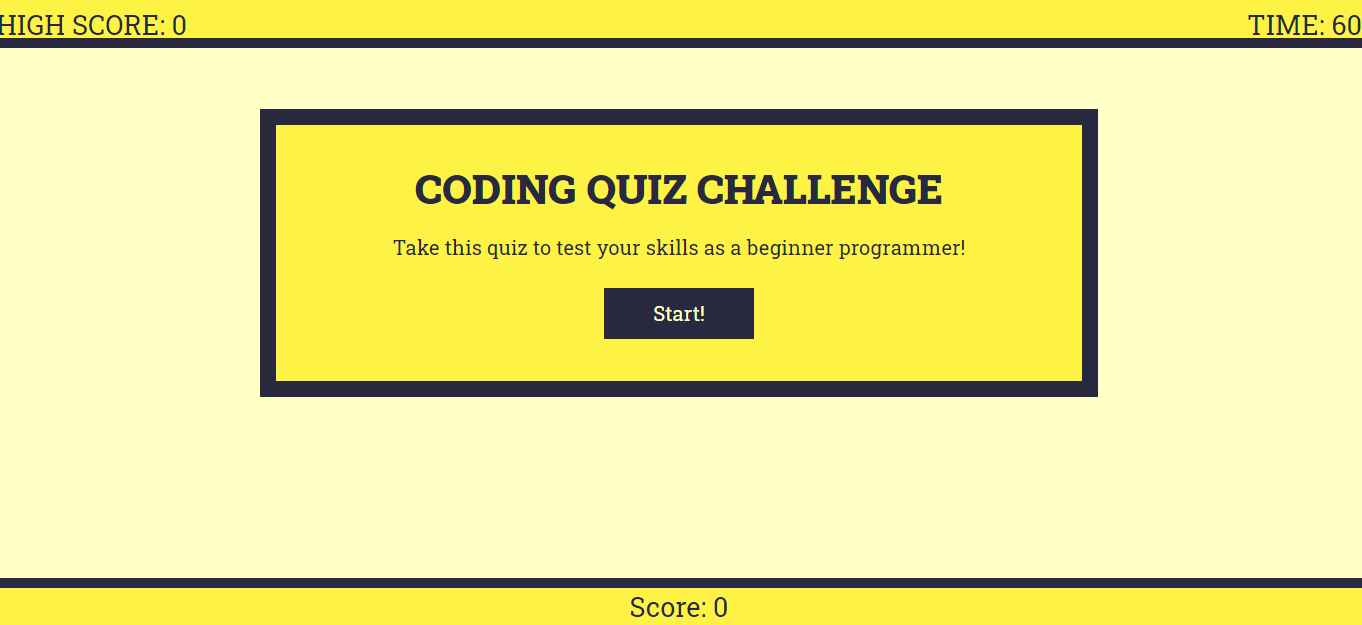 HIGH SCORE: 0
TIME: 60
CODING QUIZ CHALLENGE
Take this quiz to test your skills as a beginner programmer!
Start!
Score: 0